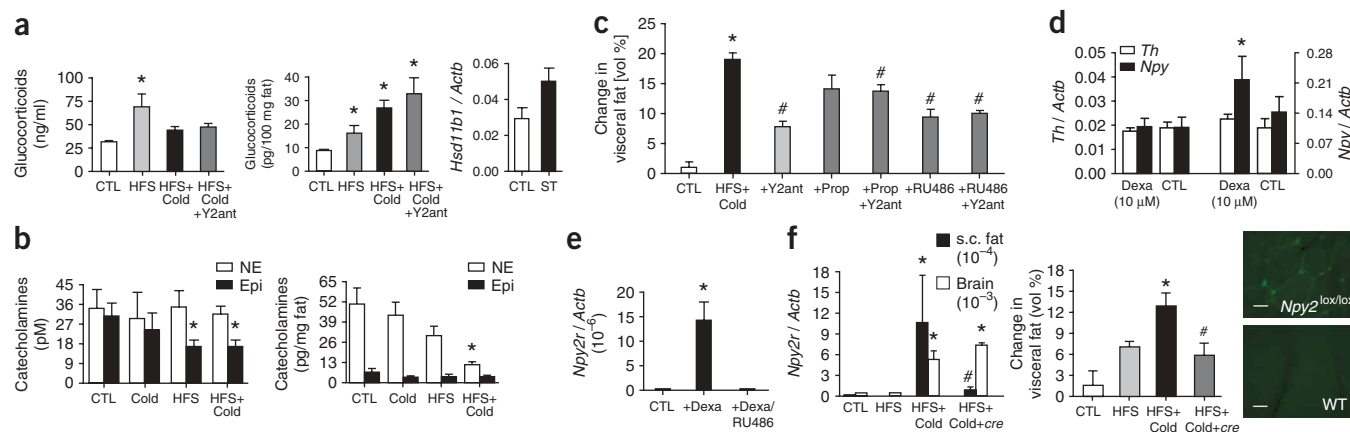 a
Glucocorticoids
(ng/ml)
100
75
50
25
0
*
CTL HFS HFS+ HFS+
Cold Cold
+Y2ant
Glucocorticoids
(pg/100 mg fat)
40
30
20
10
0
* * *
CTL HFS HFS+ HFS+
Cold Cold
+Y2ant
Hsd11b1 / Actb
0.06
0.04
0.02
0.00
CTL ST
b
Catecholamines
(pM)
45
36
27
18
9
0
NE
Epi
* *
CTL Cold HFS HFS+
Cold
Catecholamines
(pg/mg fat)
65
60
45
30
15
0
NE
Epi
*
CTL Cold HFS HFS+
Cold
c
Change in
visceral fat [vol %]
25
20
15
10
5
0
* # # # #
CTL HFS+ +Y2ant +Prop +Prop +RU486 +RU486
Cold +Y2ant +Y2ant
d
Th / Actb
0.05
0.04
0.03
0.02
0.01
0.00
Th
Npy
*
0.28
0.21
0.14
0.07
0.00
Npy / Actb
Dexa CTL Dexa CTL
(10 µM) (10 µM)
e
Npy2r / Actb
(10⁻⁶)
20
15
10
5
0
*
CTL +Dexa +Dexa/
RU486
f
Npy2r / Actb
18
15
12
9
6
3
0
s.c. fat
(10⁻⁴)
Brain
(10⁻³)
* * # *
CTL HFS HFS+ HFS+
Cold Cold+cre
Change in
visceral fat (vol %)
18
15
12
9
6
3
0
* #
CTL HFS HFS+ HFS+
Cold Cold+cre
Npy2lox/lox
WT